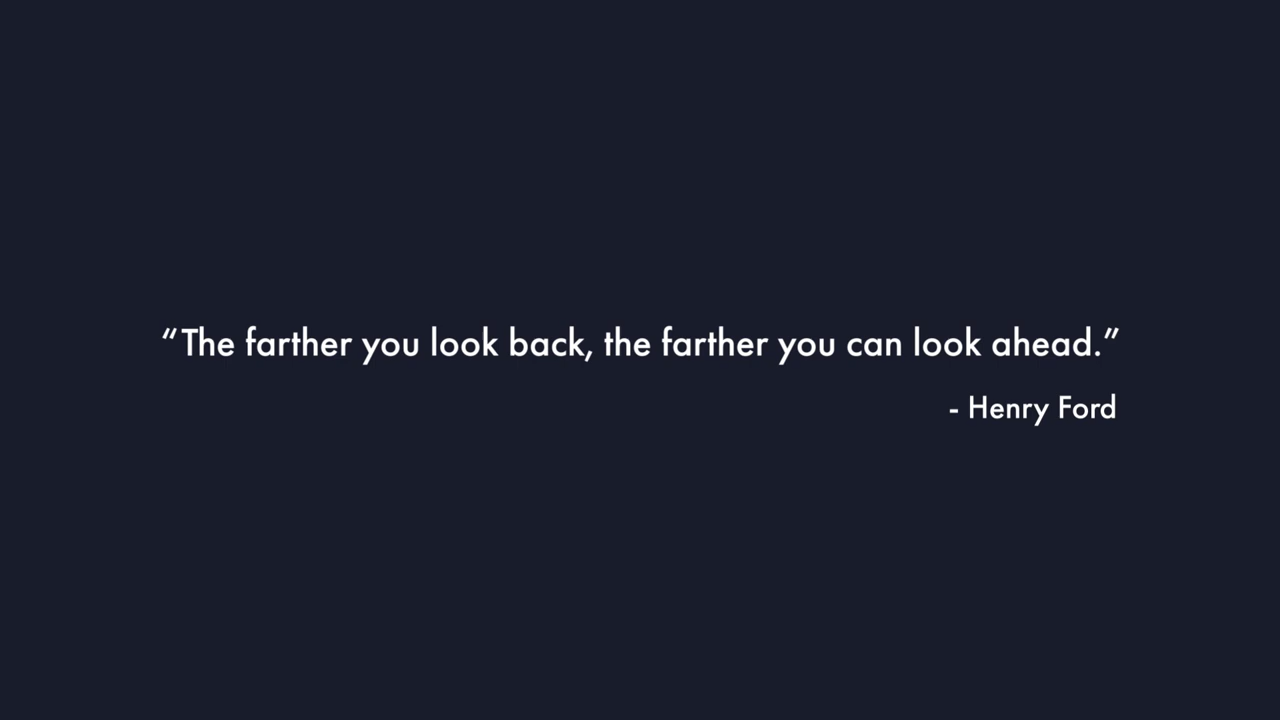 “The farther you look back, the farther you can look ahead.”
- Henry Ford